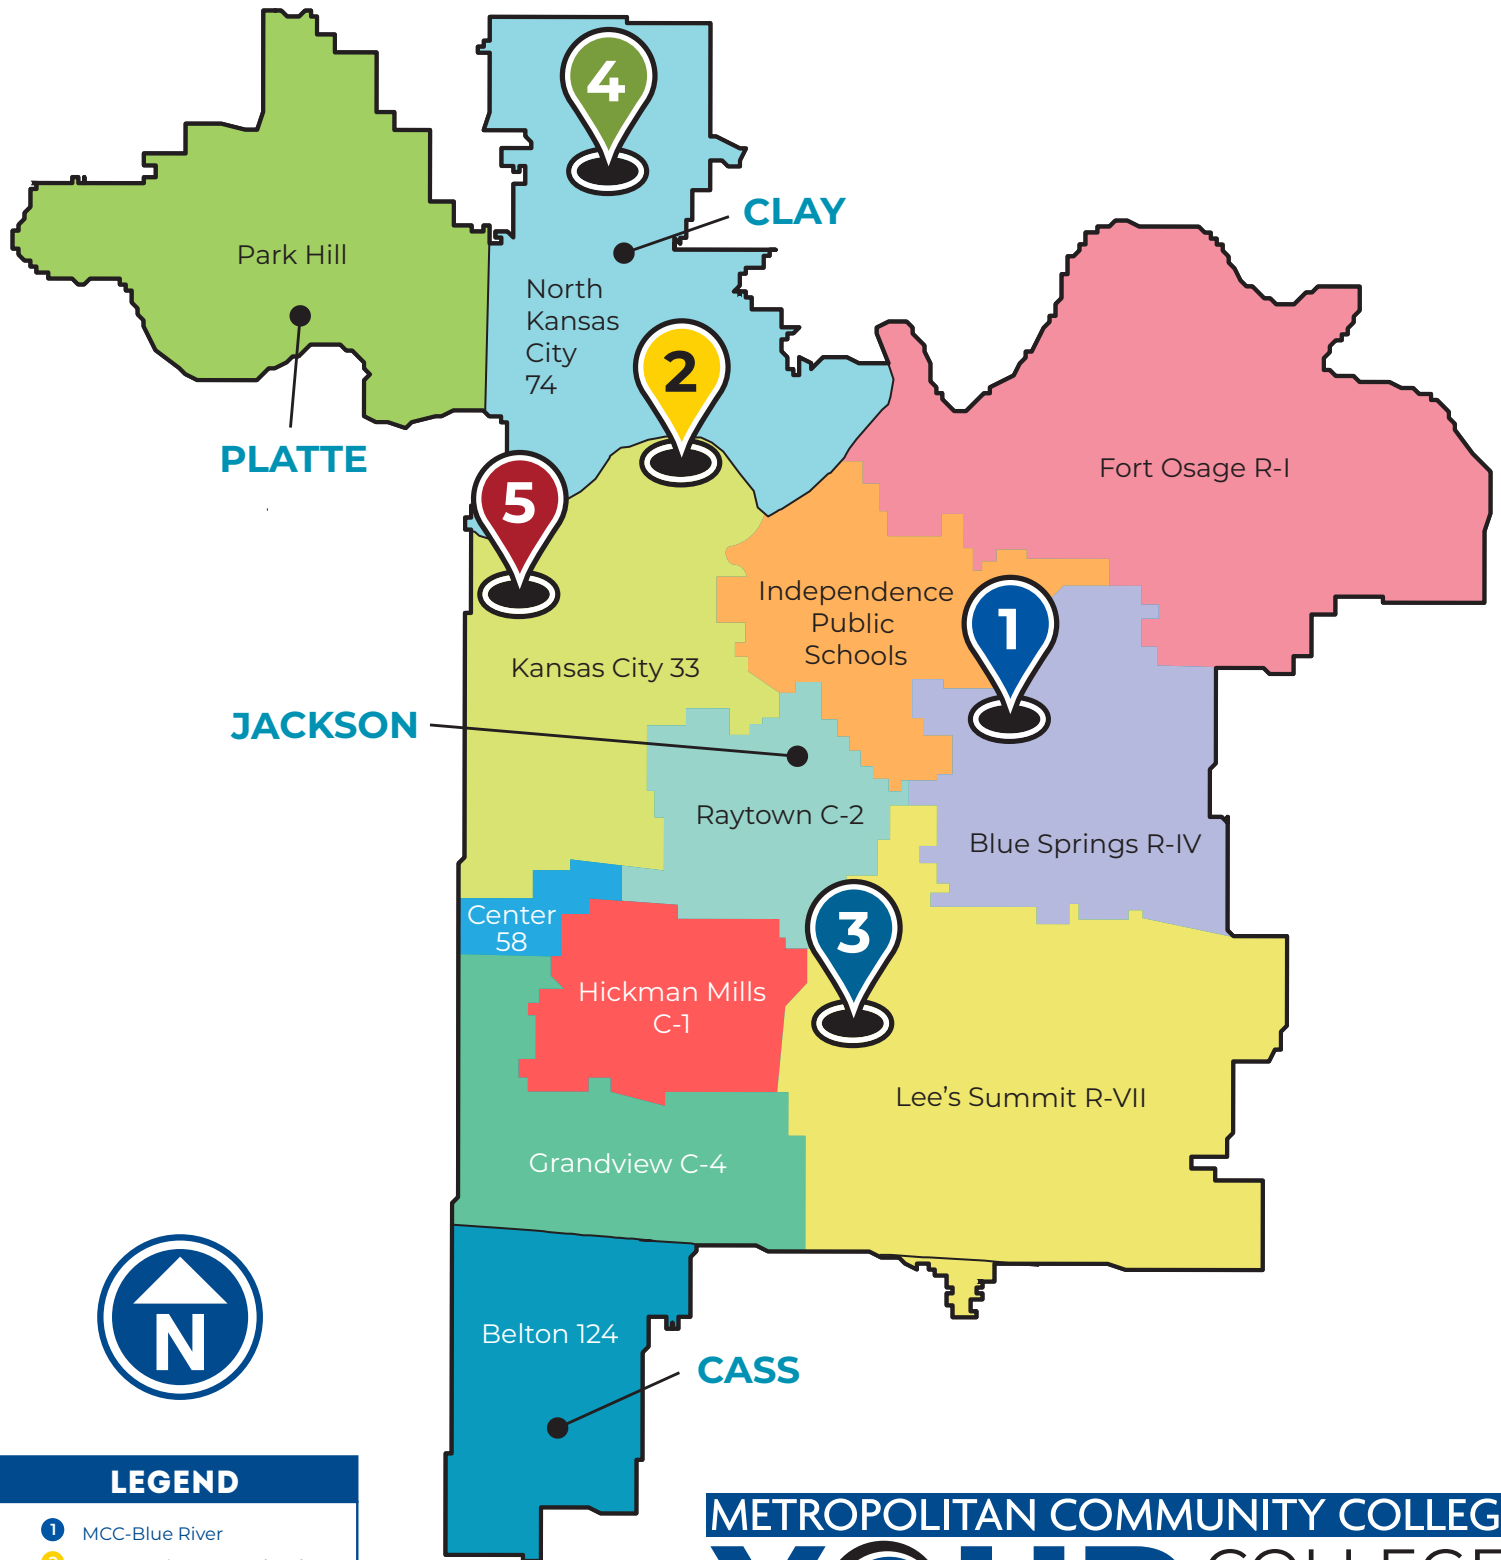 4
CLAY
Park Hill
North
Kansas
City
74
2
PLATTE
Fort Osage R-I
5
Independence
Public
Schools
1
Kansas City 33
JACKSON
Raytown C-2
Blue Springs R-IV
Center
58
3
Hickman Mills
C-1
Lee's Summit R-VII
Grandview C-4
N
Belton 124
CASS
LEGEND
1 MCC-Blue River
METROPOLITAN COMMUNITY COLLEG